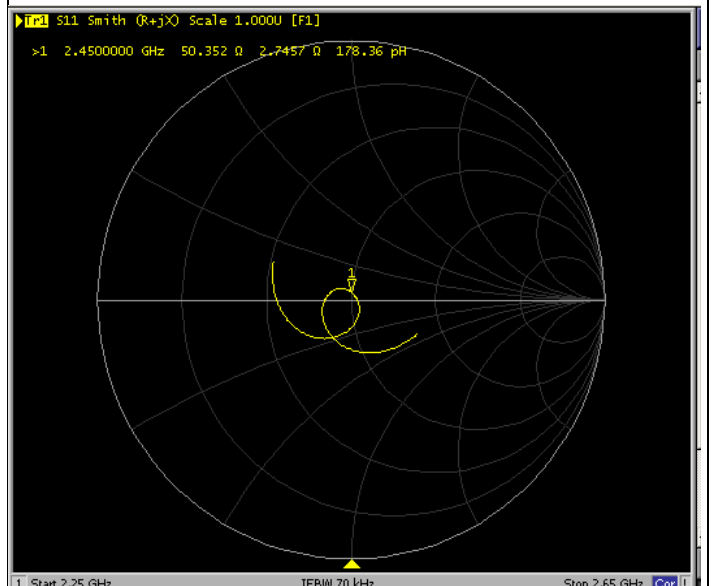 Tr1 S11 Smith (R+jX) Scale 1.000U [F1]
>1 2.4500000 GHz 50.352 Ω 2.7457 Ω 178.36 pH
1
1 Start 2.25 GHz IFBW 70 kHz Stop 2.65 GHz Cor